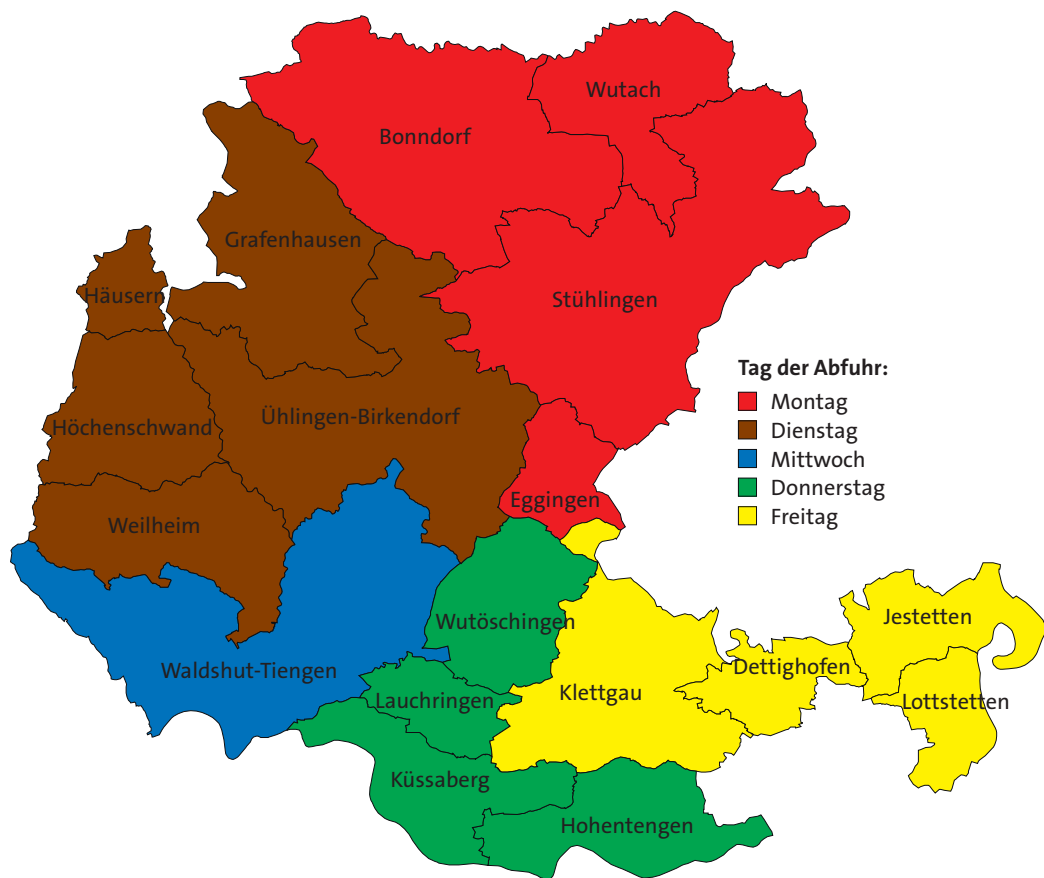 Wutach
Bonndorf
Grafenhausen
Häusern
Stühlingen
Tag der Abfuhr:
Montag
Dienstag
Mittwoch
Donnerstag
Freitag
Ühlingen-Birkendorf
Höchenschwand
Eggingen
Weilheim
Jestetten
Wutöschingen
Dettighofen
Waldshut-Tiengen
Klettgau
Lauchringen
Lottstetten
Küssaberg
Hohentengen